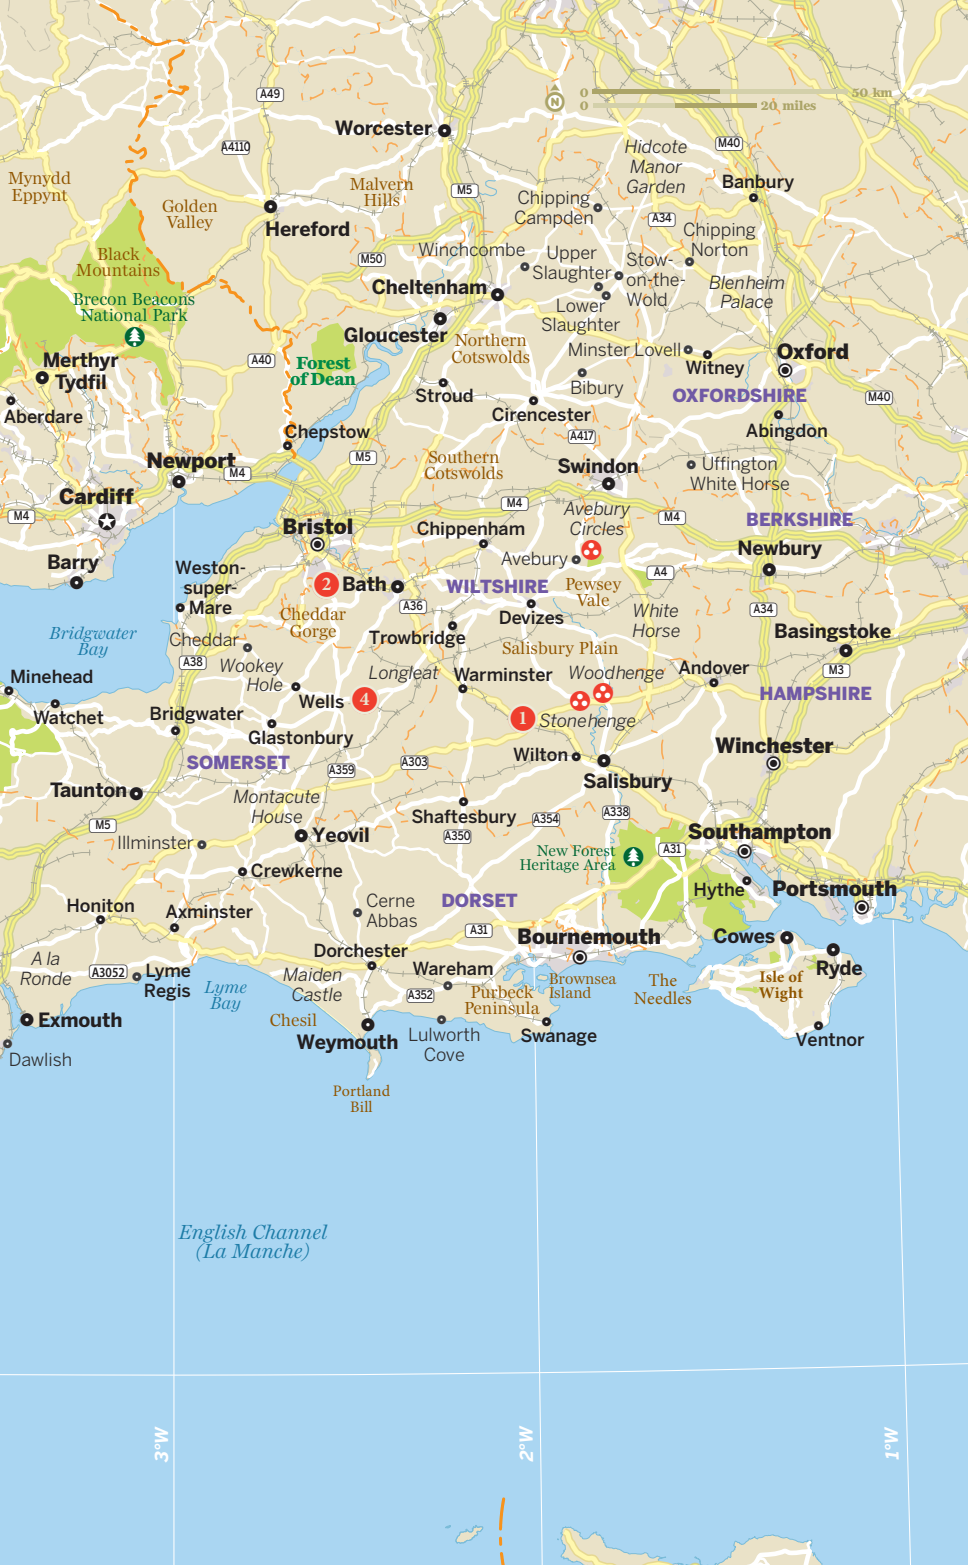 A49
0
50 km
0
20 miles
N
Worcester
A4110
M40
Hidcote
Manor
Garden
Mynydd
Eppynt
Malvern
Hills
M5
Banbury
Golden
Valley
Chipping
Campden
A34
Hereford
Chipping
Norton
Black
Mountains
M50
Winchcombe
Upper
Slaughter
Stow-
on-the-
Wold
Blenheim
Palace
Cheltenham
Brecon Beacons
National Park
Lower
Slaughter
Gloucester
Northern
Cotswolds
Minster Lovell
Witney
Oxford
Merthyr
Tydfil
A40
Forest
of Dean
Stroud
Bibury
OXFORDSHIRE
M40
Aberdare
Cirencester
Abingdon
Chepstow
A417
Newport
M4
M5
Southern
Cotswolds
Swindon
Uffington
White Horse
Cardiff
M4
M4
Avebury
Circles
M4
BERKSHIRE
Bristol
Chippenham
Newbury
Barry
Avebury
Weston-
super-
Mare
2
Bath
WILTSHIRE
Pewsey
Vale
A4
A36
A34
Cheddar
Gorge
Devizes
White
Horse
Bridgwater
Bay
Cheddar
Trowbridge
Basingstoke
Salisbury Plain
A38
Wookey
Hole
Longleat
Warminster
Woodhenge
Andover
M3
Minehead
Wells
4
HAMPSHIRE
Watchet
Bridgwater
1
Stonehenge
Glastonbury
Wilton
Winchester
SOMERSET
A359
A303
Salisbury
Taunton
Montacute
House
Shaftesbury
A354
A338
M5
Illminster
Yeovil
A350
Southampton
New Forest
Heritage Area
A31
Crewkerne
Hythe
Portsmouth
Honiton
Axminster
Cerne
Abbas
DORSET
A31
Bournemouth
Cowes
A la
Ronde
A3052
Lyme
Regis
Dorchester
Wareham
Ryde
Lyme
Bay
Maiden
Castle
A352
Purbeck
Peninsula
Brownsea
Island
The
Needles
Isle of
Wight
Exmouth
Chesil
Weymouth
Lulworth
Cove
Swanage
Ventnor
Dawlish
Portland
Bill
English Channel
(La Manche)
3°W
2°W
1°W